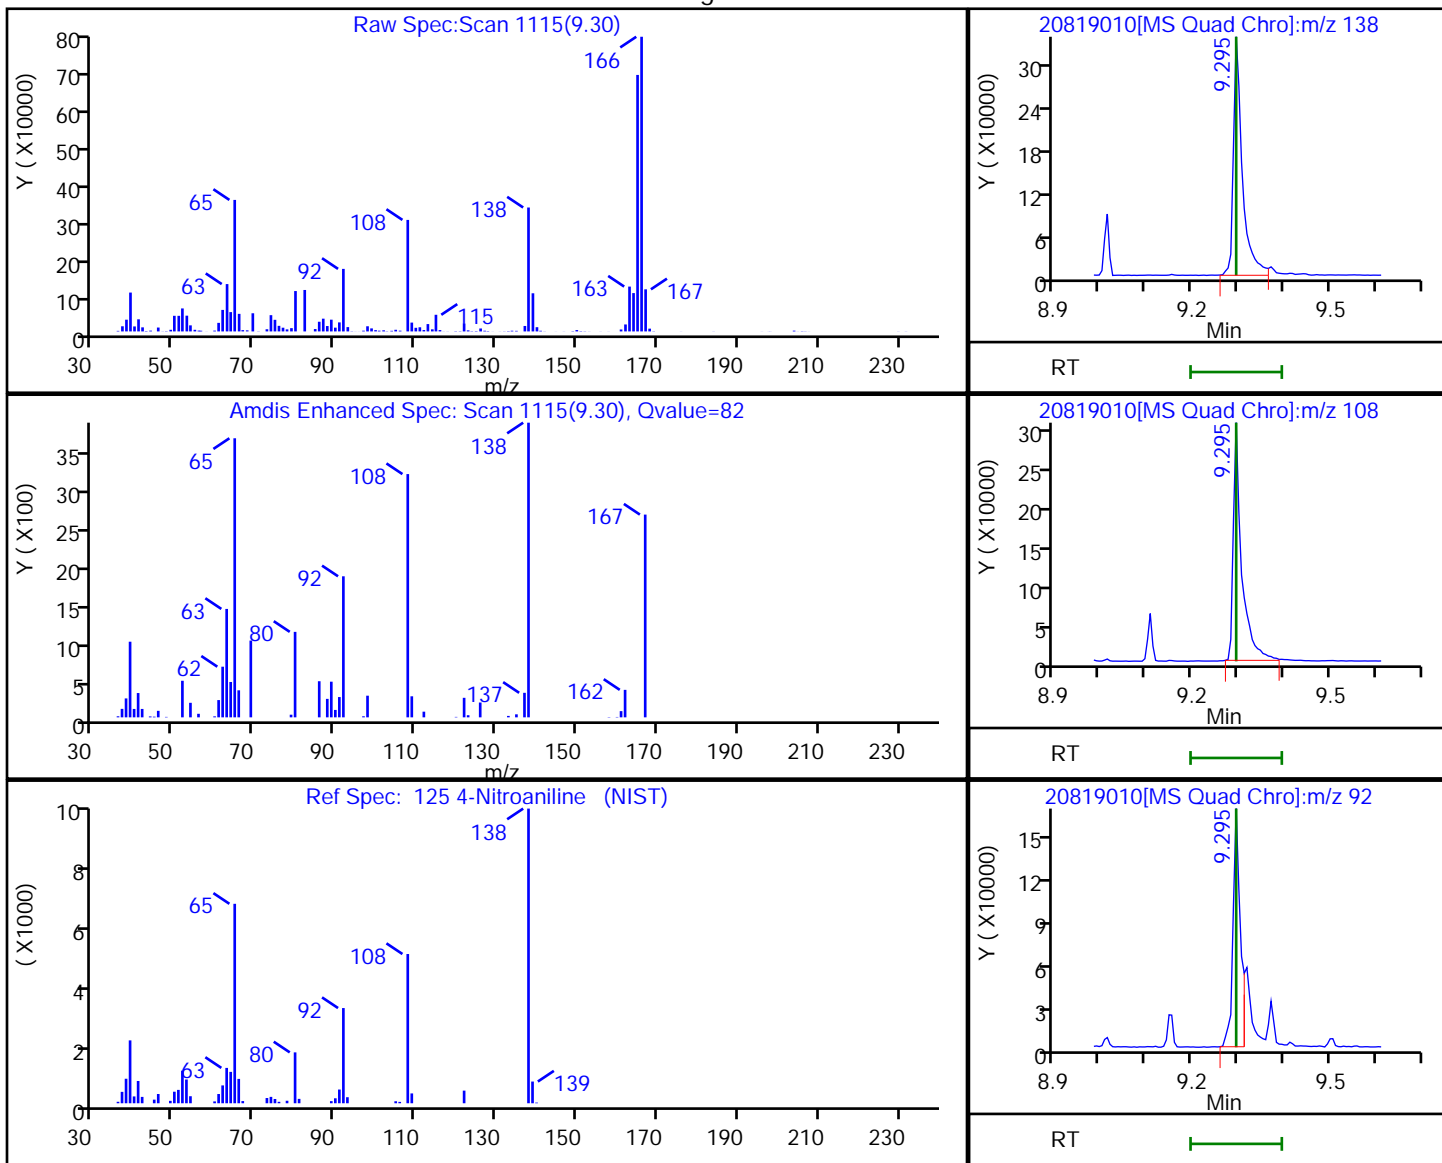 Raw Spec:Scan 1115(9.30)
Y ( X10000)
80
70
60
50
40
30
20
10
0
166
65
108
138
63
92
115
163
167
30 50 70 90 110 130 150 170 190 210 230
m/z
20819010[MS Quad Chro]:m/z 138
Y ( X10000)
30
24
18
12
6
0
9.295
8.9 9.2 9.5
Min
RT
Amdis Enhanced Spec: Scan 1115(9.30), Qvalue=82
Y ( X100)
35
30
25
20
15
10
5
0
138
65
108
167
92
63
80
62
137
162
30 50 70 90 110 130 150 170 190 210 230
m/z
20819010[MS Quad Chro]:m/z 108
Y ( X10000)
30
25
20
15
10
5
0
9.295
8.9 9.2 9.5
Min
RT
Ref Spec: 125 4-Nitroaniline (NIST)
( X1000)
10
8
6
4
2
0
138
65
108
92
80
63
139
30 50 70 90 110 130 150 170 190 210 230
20819010[MS Quad Chro]:m/z 92
Y ( X10000)
15
12
9
6
3
0
9.295
8.9 9.2 9.5
Min
RT